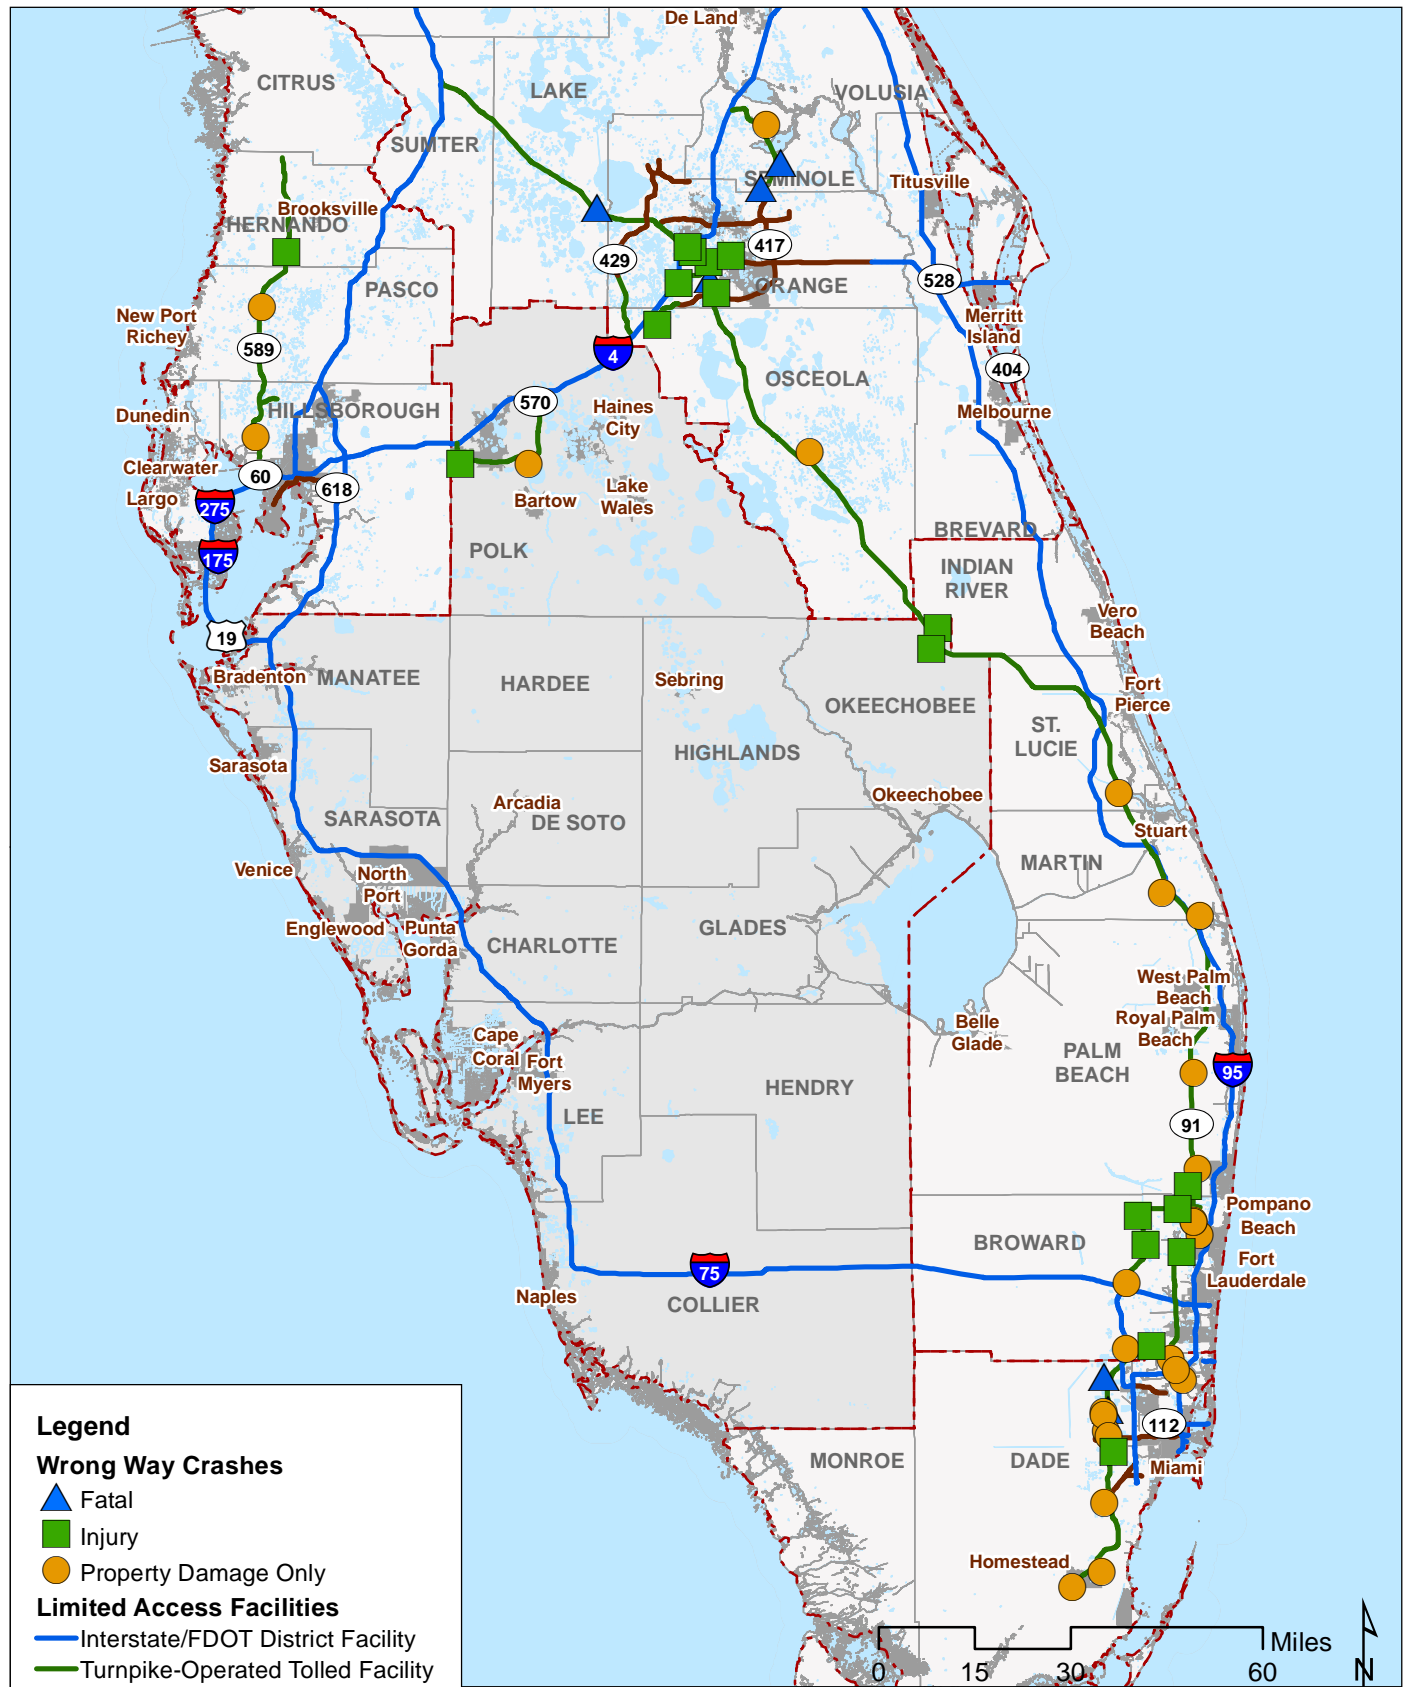 De Land
CITRUS
LAKE
VOLUSIA
SUMTER
SEMINOLE
Titusville
Brooksville
HERNANDO
417
429
528
ORANGE
PASCO
New Port
Richey
Merritt
Island
589
4
404
OSCEOLA
570
Haines
City
Dunedin
HILLSBOROUGH
Melbourne
Clearwater
60
618
Largo
275
Bartow
Lake
Wales
BREVARD
175
POLK
INDIAN
RIVER
Vero
Beach
19
Bradenton
MANATEE
HARDEE
Sebring
Fort
Pierce
OKEECHOBEE
ST.
LUCIE
HIGHLANDS
Sarasota
Okeechobee
Arcadia
SARASOTA
DE SOTO
Stuart
MARTIN
Venice
North
Port
Englewood
Punta
Gorda
CHARLOTTE
GLADES
West Palm
Beach
Royal Palm
Beach
Belle
Glade
Cape
Coral
Fort
Myers
PALM
BEACH
95
HENDRY
LEE
91
Pompano
Beach
BROWARD
Fort
Lauderdale
75
Naples
COLLIER
112
MONROE
DADE
Miami
Homestead
Legend
Wrong Way Crashes
Fatal
Injury
Property Damage Only
Limited Access Facilities
Interstate/FDOT District Facility
Turnpike-Operated Tolled Facility
Miles
0 15 30 60
N